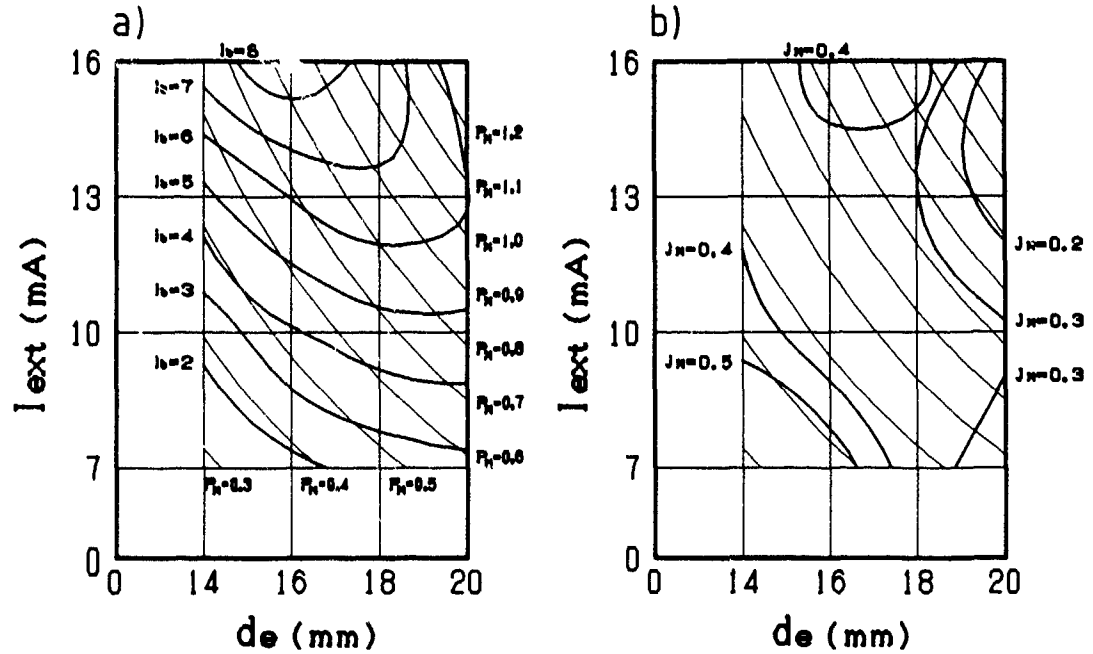 a)
Ib=8
16
Ib=7
Ib=6
Ib=5
Ib=4
Ib=3
Ib=2
13
10
7
0
PN=1.2
PN=1.1
PN=1.0
PN=0.9
PN=0.8
PN=0.7
PN=0.6
PN=0.3
PN=0.4
PN=0.5
0
14
16
18
20
Iext (mA)
de (mm)
b)
JN=0.4
16
13
JN=0.4
10
JN=0.5
7
0
JN=0.2
JN=0.3
JN=0.3
0
14
16
18
20
Iext (mA)
de (mm)